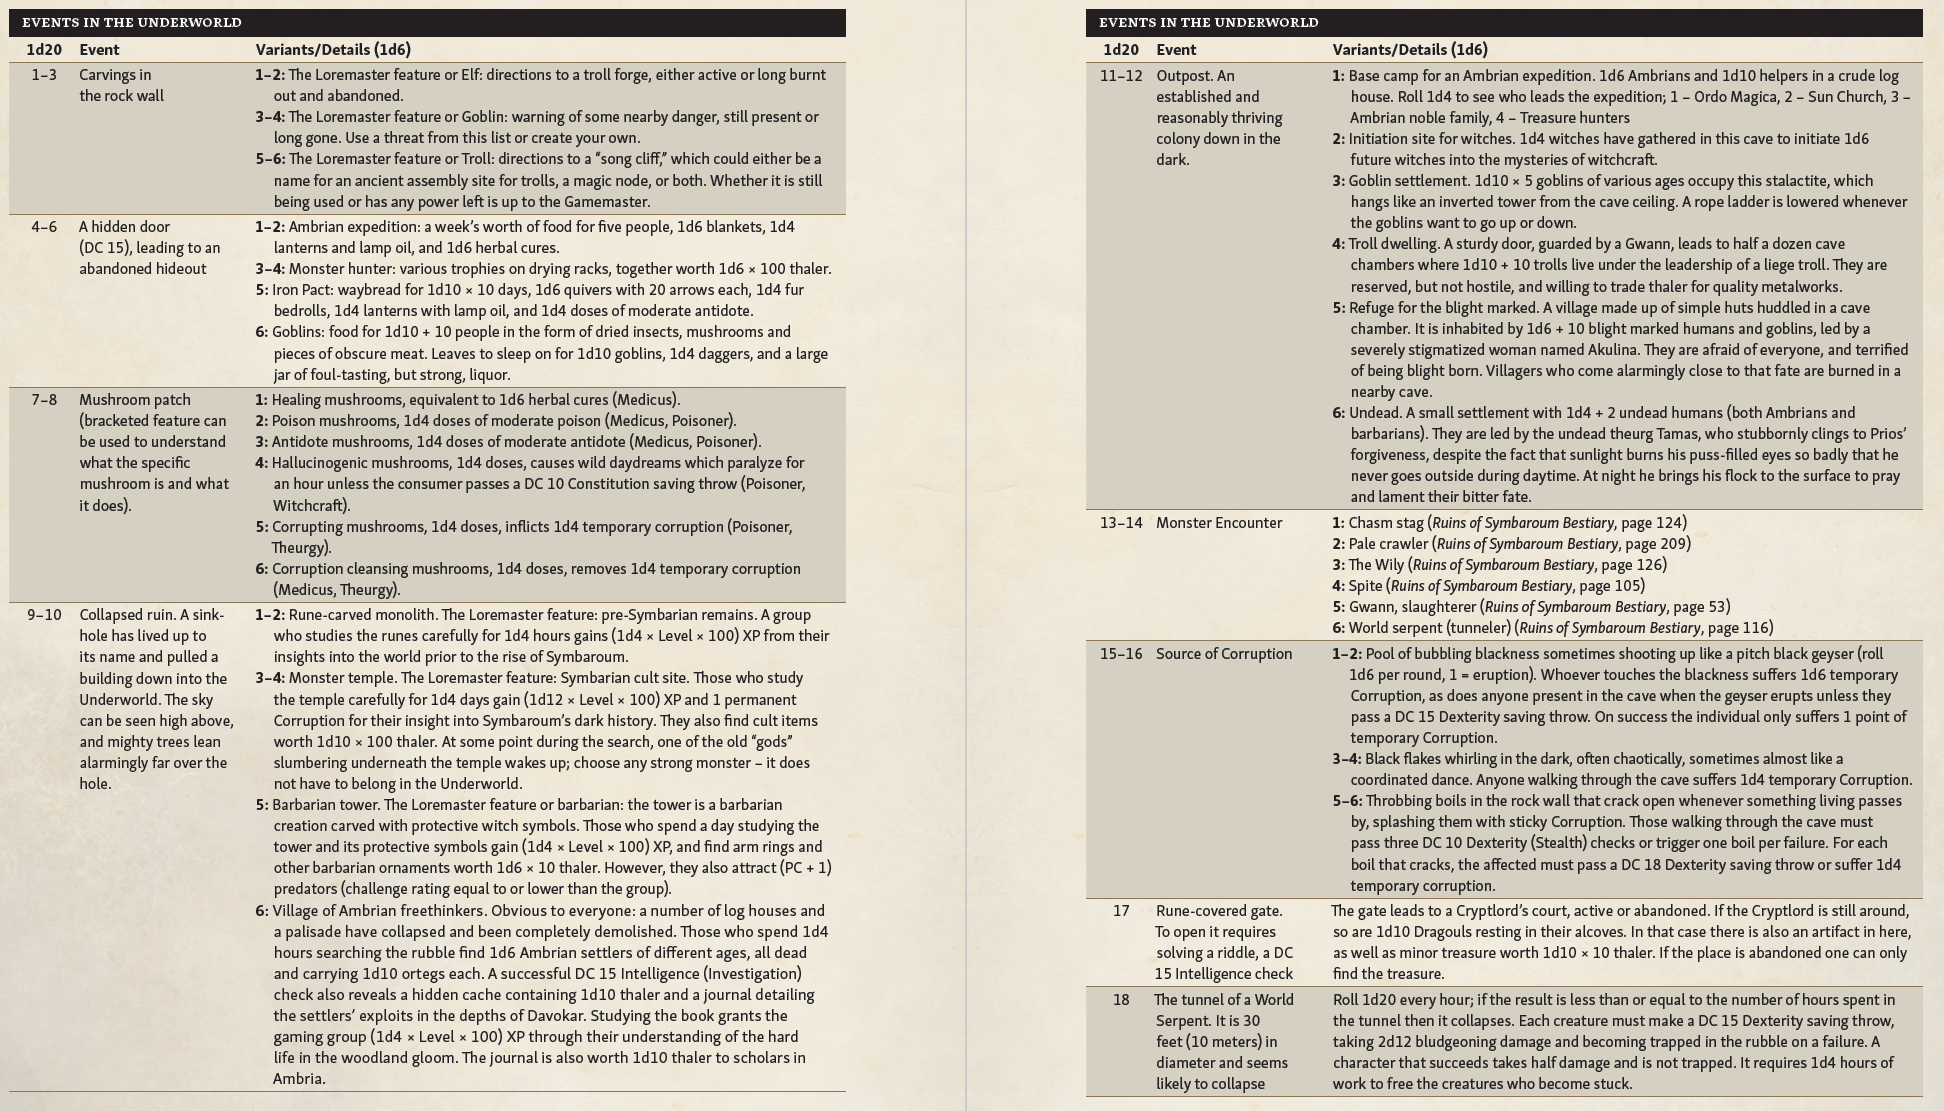 EVENTS IN THE UNDERWORLD
1d20 Event Variants/Details (1d6)
1–3 Carvings in
the rock wall
1–2: The Loremaster feature or Elf: directions to a troll forge, either active or long burnt
out and abandoned.
3–4: The Loremaster feature or Goblin: warning of some nearby danger, still present or
long gone. Use a threat from this list or create your own.
5–6: The Loremaster feature or Troll: directions to a “song cliff,” which could either be a
name for an ancient assembly site for trolls, a magic node, or both. Whether it is still
being used or has any power left is up to the Gamemaster.
4–6 A hidden door
(DC 15), leading to an
abandoned hideout
1–2: Ambrian expedition: a week’s worth of food for five people, 1d6 blankets, 1d4
lanterns and lamp oil, and 1d6 herbal cures.
3–4: Monster hunter: various trophies on drying racks, together worth 1d6 × 100 thaler.
5: Iron Pact: waybread for 1d10 × 10 days, 1d6 quivers with 20 arrows each, 1d4 fur
bedrolls, 1d4 lanterns with lamp oil, and 1d4 doses of moderate antidote.
6: Goblins: food for 1d10 + 10 people in the form of dried insects, mushrooms and
pieces of obscure meat. Leaves to sleep on for 1d10 goblins, 1d4 daggers, and a large
jar of foul-tasting, but strong, liquor.
7–8 Mushroom patch
(bracketed feature can
be used to understand
what the specific
mushroom is and what
it does).
1: Healing mushrooms, equivalent to 1d6 herbal cures (Medicus).
2: Poison mushrooms, 1d4 doses of moderate poison (Medicus, Poisoner).
3: Antidote mushrooms, 1d4 doses of moderate antidote (Medicus, Poisoner).
4: Hallucinogenic mushrooms, 1d4 doses, causes wild daydreams which paralyze for
an hour unless the consumer passes a DC 10 Constitution saving throw (Poisoner,
Witchcraft).
5: Corrupting mushrooms, 1d4 doses, inflicts 1d4 temporary corruption (Poisoner,
Theurgy).
6: Corruption cleansing mushrooms, 1d4 doses, removes 1d4 temporary corruption
(Medicus, Theurgy).
9–10 Collapsed ruin. A sink-
hole has lived up to
its name and pulled a
building down into the
Underworld. The sky
can be seen high above,
and mighty trees lean
alarmingly far over the
hole.
1–2: Rune-carved monolith. The Loremaster feature: pre-Symbarian remains. A group
who studies the runes carefully for 1d4 hours gains (1d4 × Level × 100) XP from their
insights into the world prior to the rise of Symbaroum.
3–4: Monster temple. The Loremaster feature: Symbarian cult site. Those who study
the temple carefully for 1d4 days gain (1d12 × Level × 100) XP and 1 permanent
Corruption for their insight into Symbaroum’s dark history. They also find cult items
worth 1d10 × 100 thaler. At some point during the search, one of the old “gods”
slumbering underneath the temple wakes up; choose any strong monster – it does
not have to belong in the Underworld.
5: Barbarian tower. The Loremaster feature or barbarian: the tower is a barbarian
creation carved with protective witch symbols. Those who spend a day studying the
tower and its protective symbols gain (1d4 × Level × 100) XP, and find arm rings and
other barbarian ornaments worth 1d6 × 10 thaler. However, they also attract (PC + 1)
predators (challenge rating equal to or lower than the group).
6: Village of Ambrian freethinkers. Obvious to everyone: a number of log houses and
a palisade have collapsed and been completely demolished. Those who spend 1d4
hours searching the rubble find 1d6 Ambrian settlers of different ages, all dead
and carrying 1d10 ortegs each. A successful DC 15 Intelligence (Investigation)
check also reveals a hidden cache containing 1d10 thaler and a journal detailing
the settlers’ exploits in the depths of Davokar. Studying the book grants the
gaming group (1d4 × Level × 100) XP through their understanding of the hard
life in the woodland gloom. The journal is also worth 1d10 thaler to scholars in
Ambria.
EVENTS IN THE UNDERWORLD
1d20 Event Variants/Details (1d6)
11–12 Outpost. An
established and
reasonably thriving
colony down in the
dark.
1: Base camp for an Ambrian expedition. 1d6 Ambrians and 1d10 helpers in a crude log
house. Roll 1d4 to see who leads the expedition; 1 – Ordo Magica, 2 – Sun Church, 3 –
Ambrian noble family, 4 – Treasure hunters
2: Initiation site for witches. 1d4 witches have gathered in this cave to initiate 1d6
future witches into the mysteries of witchcraft.
3: Goblin settlement. 1d10 × 5 goblins of various ages occupy this stalactite, which
hangs like an inverted tower from the cave ceiling. A rope ladder is lowered whenever
the goblins want to go up or down.
4: Troll dwelling. A sturdy door, guarded by a Gwann, leads to half a dozen cave
chambers where 1d10 + 10 trolls live under the leadership of a liege troll. They are
reserved, but not hostile, and willing to trade thaler for quality metalworks.
5: Refuge for the blight marked. A village made up of simple huts huddled in a cave
chamber. It is inhabited by 1d6 + 10 blight marked humans and goblins, led by a
severely stigmatized woman named Akulina. They are afraid of everyone, and terrified
of being blight born. Villagers who come alarmingly close to that fate are burned in a
nearby cave.
6: Undead. A small settlement with 1d4 + 2 undead humans (both Ambrians and
barbarians). They are led by the undead theurg Tamas, who stubbornly clings to Prios’
forgiveness, despite the fact that sunlight burns his puss-filled eyes so badly that he
never goes outside during daytime. At night he brings his flock to the surface to pray
and lament their bitter fate.
13–14 Monster Encounter
1: Chasm stag (Ruins of Symbaroum Bestiary, page 124)
2: Pale crawler (Ruins of Symbaroum Bestiary, page 209)
3: The Wily (Ruins of Symbaroum Bestiary, page 126)
4: Spite (Ruins of Symbaroum Bestiary, page 105)
5: Gwann, slaughterer (Ruins of Symbaroum Bestiary, page 53)
6: World serpent (tunneler) (Ruins of Symbaroum Bestiary, page 116)
15–16 Source of Corruption
1–2: Pool of bubbling blackness sometimes shooting up like a pitch black geyser (roll
1d6 per round, 1 = eruption). Whoever touches the blackness suffers 1d6 temporary
Corruption, as does anyone present in the cave when the geyser erupts unless they
pass a DC 15 Dexterity saving throw. On success the individual only suffers 1 point of
temporary Corruption.
3–4: Black flakes whirling in the dark, often chaotically, sometimes almost like a
coordinated dance. Anyone walking through the cave suffers 1d4 temporary Corruption.
5–6: Throbbing boils in the rock wall that crack open whenever something living passes
by, splashing them with sticky Corruption. Those walking through the cave must
pass three DC 10 Dexterity (Stealth) checks or trigger one boil per failure. For each
boil that cracks, the affected must pass a DC 18 Dexterity saving throw or suffer 1d4
temporary corruption.
17 Rune-covered gate.
To open it requires
solving a riddle, a DC
15 Intelligence check
The gate leads to a Cryptlord’s court, active or abandoned. If the Cryptlord is still around,
so are 1d10 Dragouls resting in their alcoves. In that case there is also an artifact in here,
as well as minor treasure worth 1d10 × 10 thaler. If the place is abandoned one can only
find the treasure.
18 The tunnel of a World
Serpent. It is 30
feet (10 meters) in
diameter and seems
likely to collapse
Roll 1d20 every hour; if the result is less than or equal to the number of hours spent in
the tunnel then it collapses. Each creature must make a DC 15 Dexterity saving throw,
taking 2d12 bludgeoning damage and becoming trapped in the rubble on a failure. A
character that succeeds takes half damage and is not trapped. It requires 1d4 hours of
work to free the creatures who become stuck.